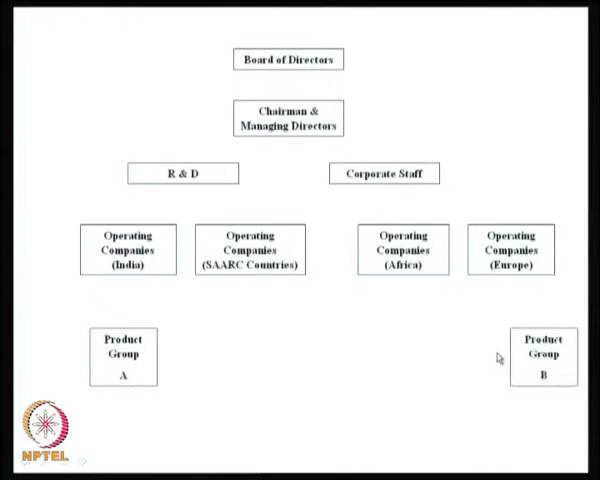 Board of Directors
Chairman &
Managing Directors
R & D
Corporate Staff
Operating
Companies
(India)
Operating
Companies
(SAARC Countries)
Operating
Companies
(Africa)
Operating
Companies
(Europe)
Product
Group
A
Product
Group
B
NPTEL